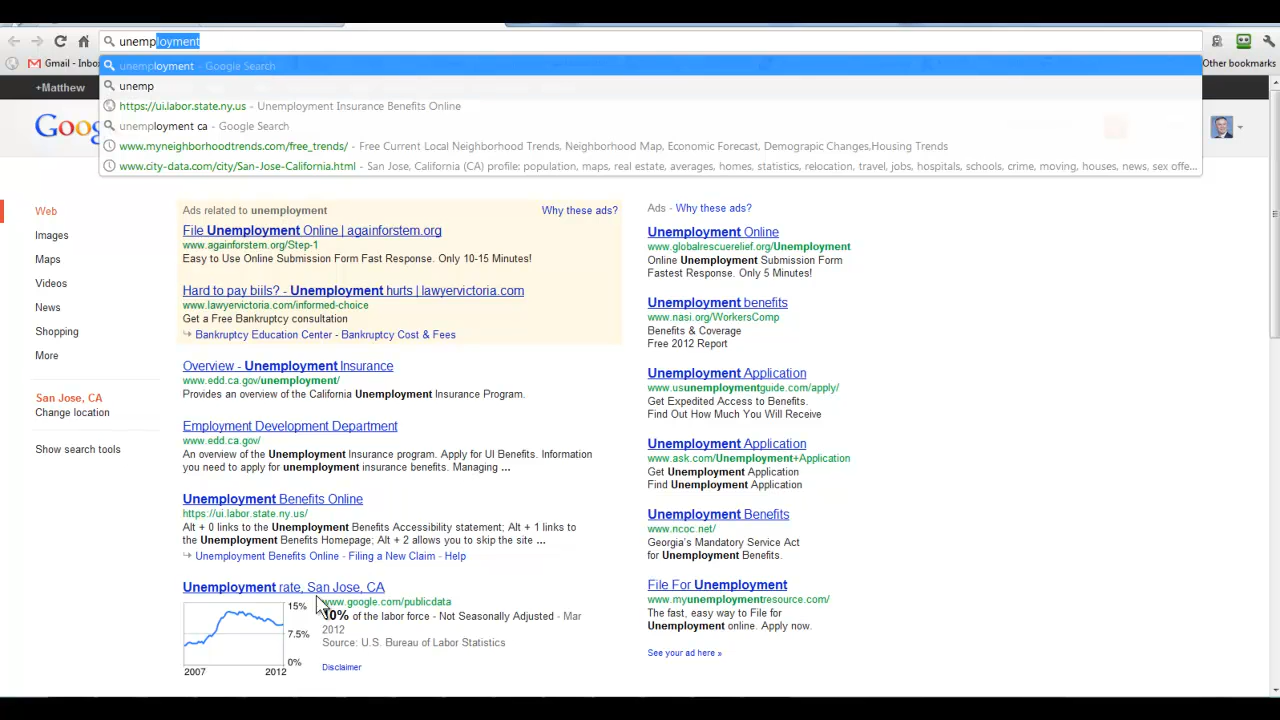 unemployment
Gmail - Inbo
Other bookmarks
unemployment - Google Search
unemp
https://ui.labor.state.ny.us - Unemployment Insurance Benefits Online
unemployment ca - Google Search
www.myneighborhoodtrends.com/free_trends/ - Free Current Local Neighborhood Trends, Neighborhood Map, Economic Forecast, Demograpic Changes,Housing Trends
www.city-data.com/city/San-Jose-California.html - San Jose, California (CA) profile: population, maps, real estate, averages, homes, statistics, relocation, travel, jobs, hospitals, schools, crime, moving, houses, news, sex offe...
+Matthew
Goog
Web
Images
Maps
Videos
News
Shopping
More
San Jose, CA
Change location
Show search tools
Ads related to unemployment
Why these ads?
File Unemployment Online | againforstem.org
www.againforstem.org/Step-1
Easy to Use Online Submission Form Fast Response. Only 10-15 Minutes!
Hard to pay biils? - Unemployment hurts | lawyervictoria.com
www.lawyervictoria.com/informed-choice
Get a Free Bankruptcy consultation
Bankruptcy Education Center - Bankruptcy Cost & Fees
Overview - Unemployment Insurance
www.edd.ca.gov/unemployment/
Provides an overview of the California Unemployment Insurance Program.
Employment Development Department
www.edd.ca.gov/
An overview of the Unemployment Insurance program. Apply for UI Benefits. Information
you need to apply for unemployment insurance benefits. Managing ...
Unemployment Benefits Online
https://ui.labor.state.ny.us/
Alt + 0 links to the Unemployment Benefits Accessibility statement; Alt + 1 links to
the Unemployment Benefits Homepage; Alt + 2 allows you to skip the site ...
Unemployment Benefits Online - Filing a New Claim - Help
Unemployment rate, San Jose, CA
www.google.com/publicdata
10% of the labor force - Not Seasonally Adjusted - Mar
2012
Source: U.S. Bureau of Labor Statistics
Disclaimer
15%
7.5%
0%
2007 2012
Ads - Why these ads?
Unemployment Online
www.globalrescuerelief.org/Unemployment
Online Unemployment Submission Form
Fastest Response. Only 5 Minutes!
Unemployment benefits
www.nasi.org/WorkersComp
Benefits & Coverage
Free 2012 Report
Unemployment Application
www.usunemploymentguide.com/apply/
Get Expedited Access to Benefits.
Find Out How Much You Will Receive
Unemployment Application
www.ask.com/Unemployment+Application
Get Unemployment Application
Find Unemployment Application
Unemployment Benefits
www.ncoc.net/
Georgia's Mandatory Service Act
for Unemployment Benefits.
File For Unemployment
www.myunemploymentresource.com/
The fast, easy way to File for
Unemployment online. Apply now.
See your ad here »